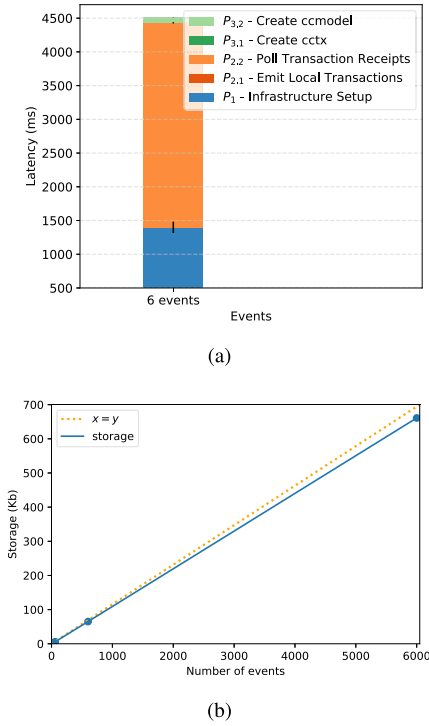 4500
4000
3500
3000
2500
2000
1500
1000
500
Latency (ms)
P3,2 - Create ccmodel
P3,1 - Create cctx
P2,2 - Poll Transaction Receipts
P2,1 - Emit Local Transactions
P1 - Infrastructure Setup
6 events
Events
(a)
700
600
500
400
300
200
100
0
Storage (Kb)
x = y
storage
0 1000 2000 3000 4000 5000 6000
Number of events
(b)